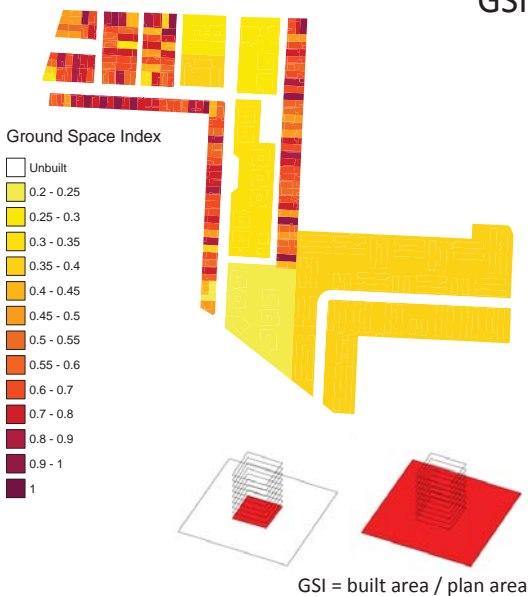 GSI
Ground Space Index
Unbuilt
0.2 - 0.25
0.25 - 0.3
0.3 - 0.35
0.35 - 0.4
0.4 - 0.45
0.45 - 0.5
0.5 - 0.55
0.55 - 0.6
0.6 - 0.7
0.7 - 0.8
0.8 - 0.9
0.9 - 1
1
GSI = built area / plan area